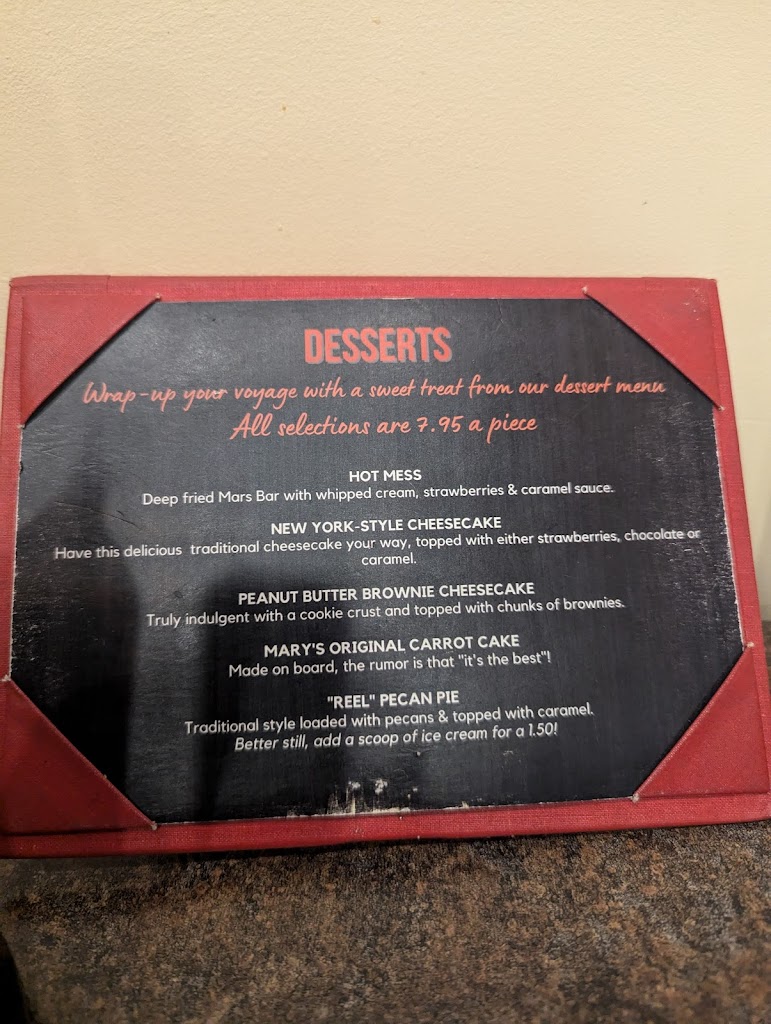 DESSERTS
Wrap-up your voyage with a sweet treat from our dessert menu
All selections are 7.95 a piece
HOT MESS
Deep fried Mars Bar with whipped cream, strawberries & caramel sauce.
NEW YORK-STYLE CHEESECAKE
Have this delicious traditional cheesecake your way, topped with either strawberries, chocolate or
caramel.
PEANUT BUTTER BROWNIE CHEESECAKE
Truly indulgent with a cookie crust and topped with chunks of brownies.
MARY'S ORIGINAL CARROT CAKE
Made on board, the rumor is that "it's the best"!
"REEL" PECAN PIE
Traditional style loaded with pecans & topped with caramel.
Better still, add a scoop of ice cream for a 1.50!